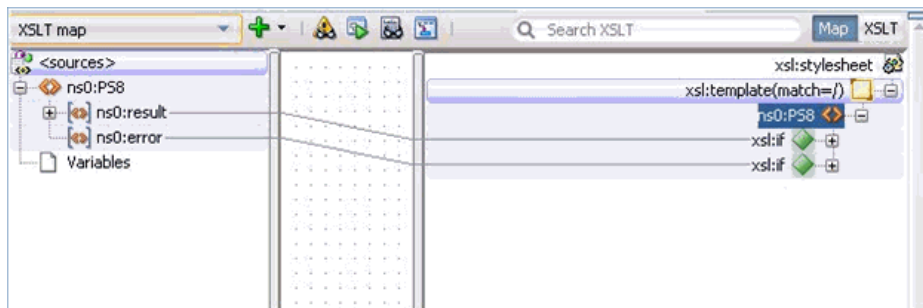 XSLT map
Search XSLT
Map XSLT
<sources>
ns0:PS8
ns0:result
ns0:error
Variables
xsl:stylesheet
xsl:template(match=/)
ns0:PS8
xsl:if
xsl:if